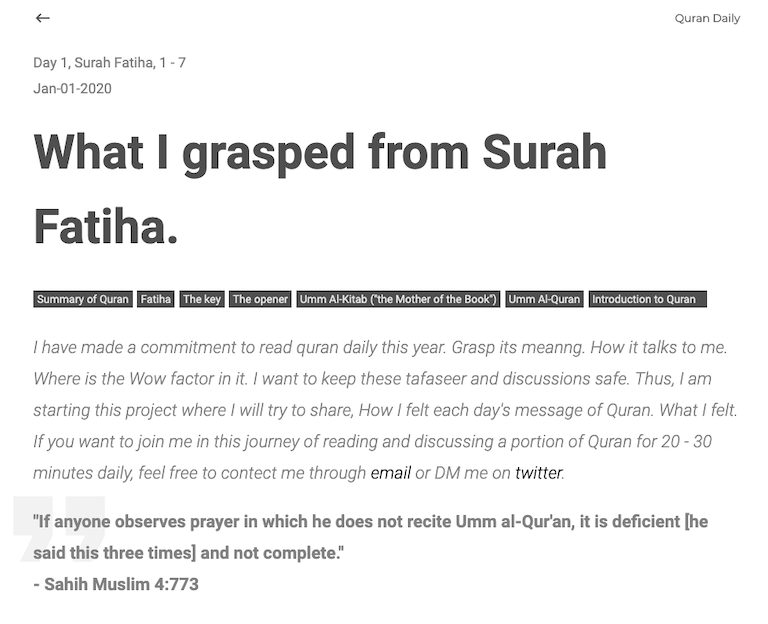 ←
Quran Daily
Day 1, Surah Fatiha, 1 - 7
Jan-01-2020
What I grasped from Surah
Fatiha.
Summary of Quran Fatiha The key The opener Umm Al-Kitab ("the Mother of the Book") Umm Al-Quran Introduction to Quran
I have made a commitment to read quran daily this year. Grasp its meanng. How it talks to me.
Where is the Wow factor in it. I want to keep these tafaseer and discussions safe. Thus, I am
starting this project where I will try to share, How I felt each day's message of Quran. What I felt.
If you want to join me in this journey of reading and discussing a portion of Quran for 20 - 30
minutes daily, feel free to contect me through email or DM me on twitter.
"If anyone observes prayer in which he does not recite Umm al-Qur'an, it is deficient [he
said this three times] and not complete."
- Sahih Muslim 4:773